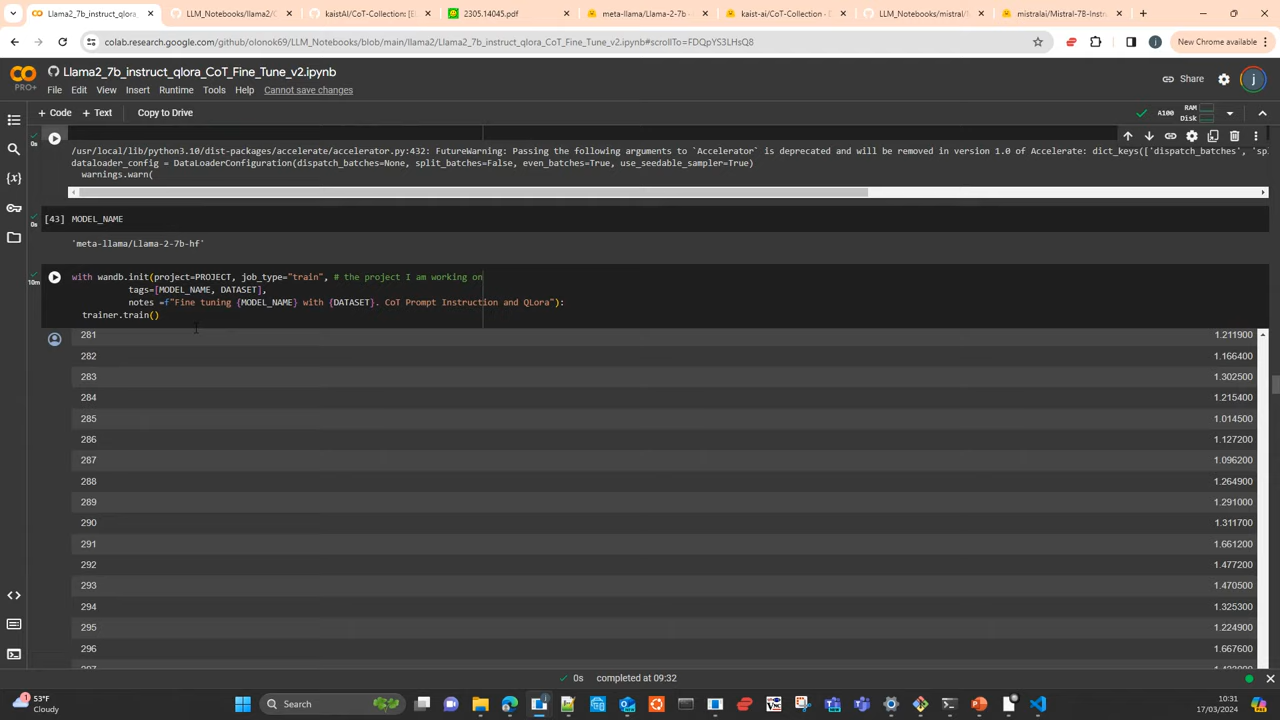 Llama2_7b_instruct_qlora_CoT_
LLM_Notebooks/llama2/
kaistAI/CoT-Collection: [E
2305.14045.pdf
meta-llama/Llama-2-7b-
kaist-ai/CoT-Collection
LLM_Notebooks/mistral/
mistralai/Mistral-7B-Instr
colab.research.google.com/github/olonok69/LLM_Notebooks/blob/main/llama2/Llama2_7b_instruct_qlora_CoT_Fine_Tune_v2.ipynb#scrollTo=FDQpYS3LHsQ8
New Chrome available
CO
PRO+
Llama2_7b_instruct_qlora_CoT_Fine_Tune_v2.ipynb
File Edit View Insert Runtime Tools Help Cannot save changes
Share
j
+ Code + Text Copy to Drive
A100
RAM
Disk
0s
/usr/local/lib/python3.10/dist-packages/accelerate/accelerator.py:432: FutureWarning: Passing the following arguments to `Accelerator` is deprecated and will be removed in version 1.0 of Accelerate: dict_keys(['dispatch_batches', 'sp
dataloader_config = DataLoaderConfiguration(dispatch_batches=None, split_batches=False, even_batches=True, use_seedable_sampler=True)
warnings.warn(
0s
[43] MODEL_NAME
'meta-llama/Llama-2-7b-hf'
10m
with wandb.init(project=PROJECT, job_type="train", # the project I am working on
tags=[MODEL_NAME, DATASET],
notes =f"Fine tuning {MODEL_NAME} with {DATASET}. CoT Prompt Instruction and QLora"):
trainer.train()
281 1.211900
282 1.166400
283 1.302500
284 1.215400
285 1.014500
286 1.127200
287 1.096200
288 1.264900
289 1.291000
290 1.311700
291 1.661200
292 1.477200
293 1.470500
294 1.325300
295 1.224900
296 1.667600
0s completed at 09:32
53°F
Cloudy
Search
10:31
17/03/2024